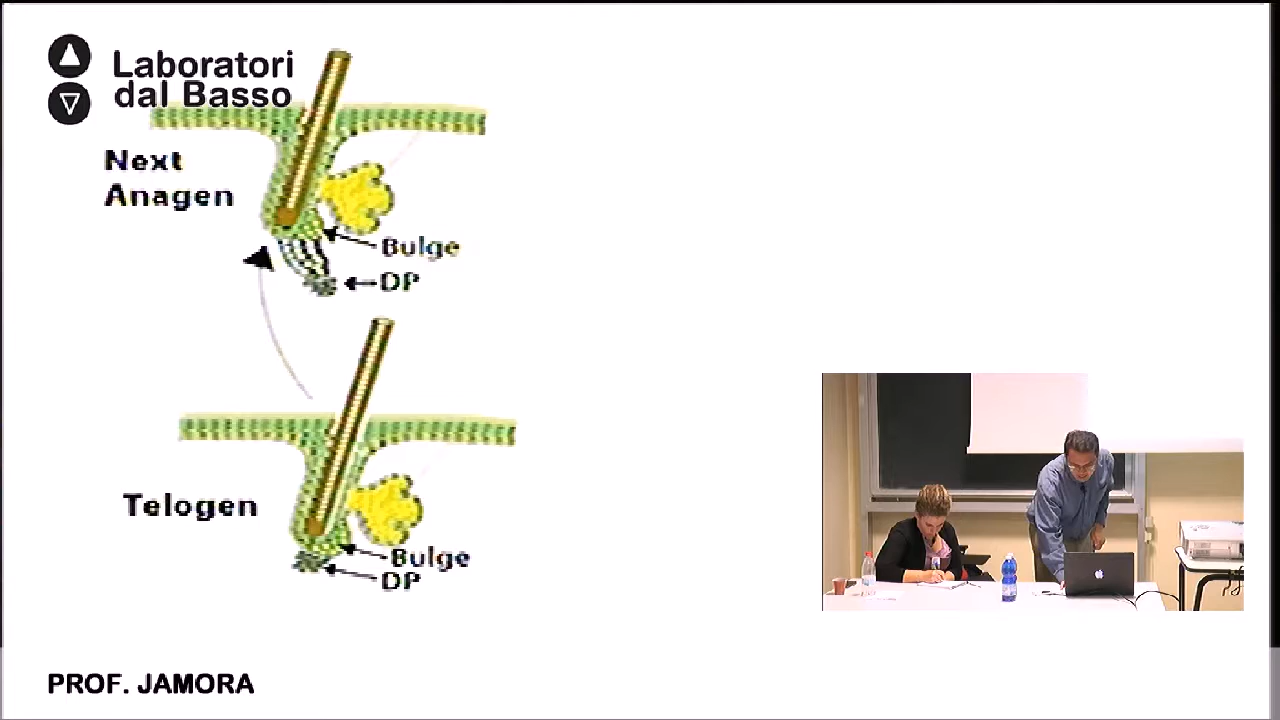 Laboratori
dal Basso
Next
Anagen
Bulge
DP
Telogen
Bulge
DP
PROF. JAMORA